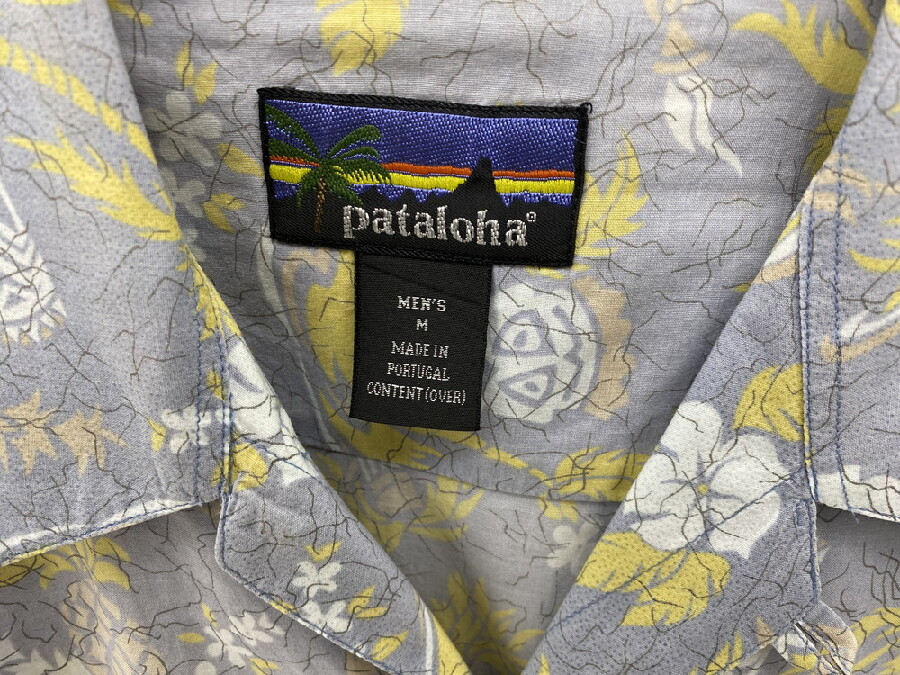 pataloha®
MEN'S
M
MADE IN
PORTUGAL
CONTENT (OVER)